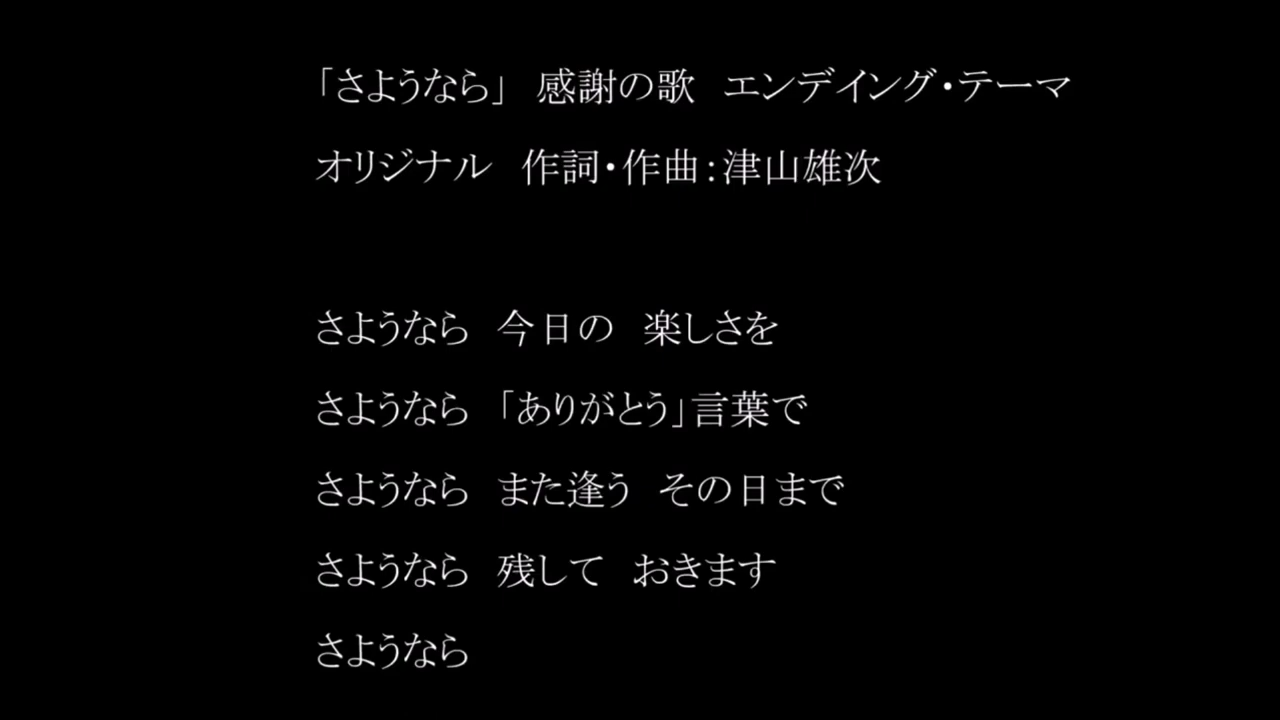 「さようなら」　感謝の歌　エンデイング・テーマ
オリジナル　作詞・作曲：津山雄次
さようなら　今日の　楽しさを
さようなら　「ありがとう」言葉で
さようなら　また逢う　その日まで
さようなら　残して　おきます
さようなら